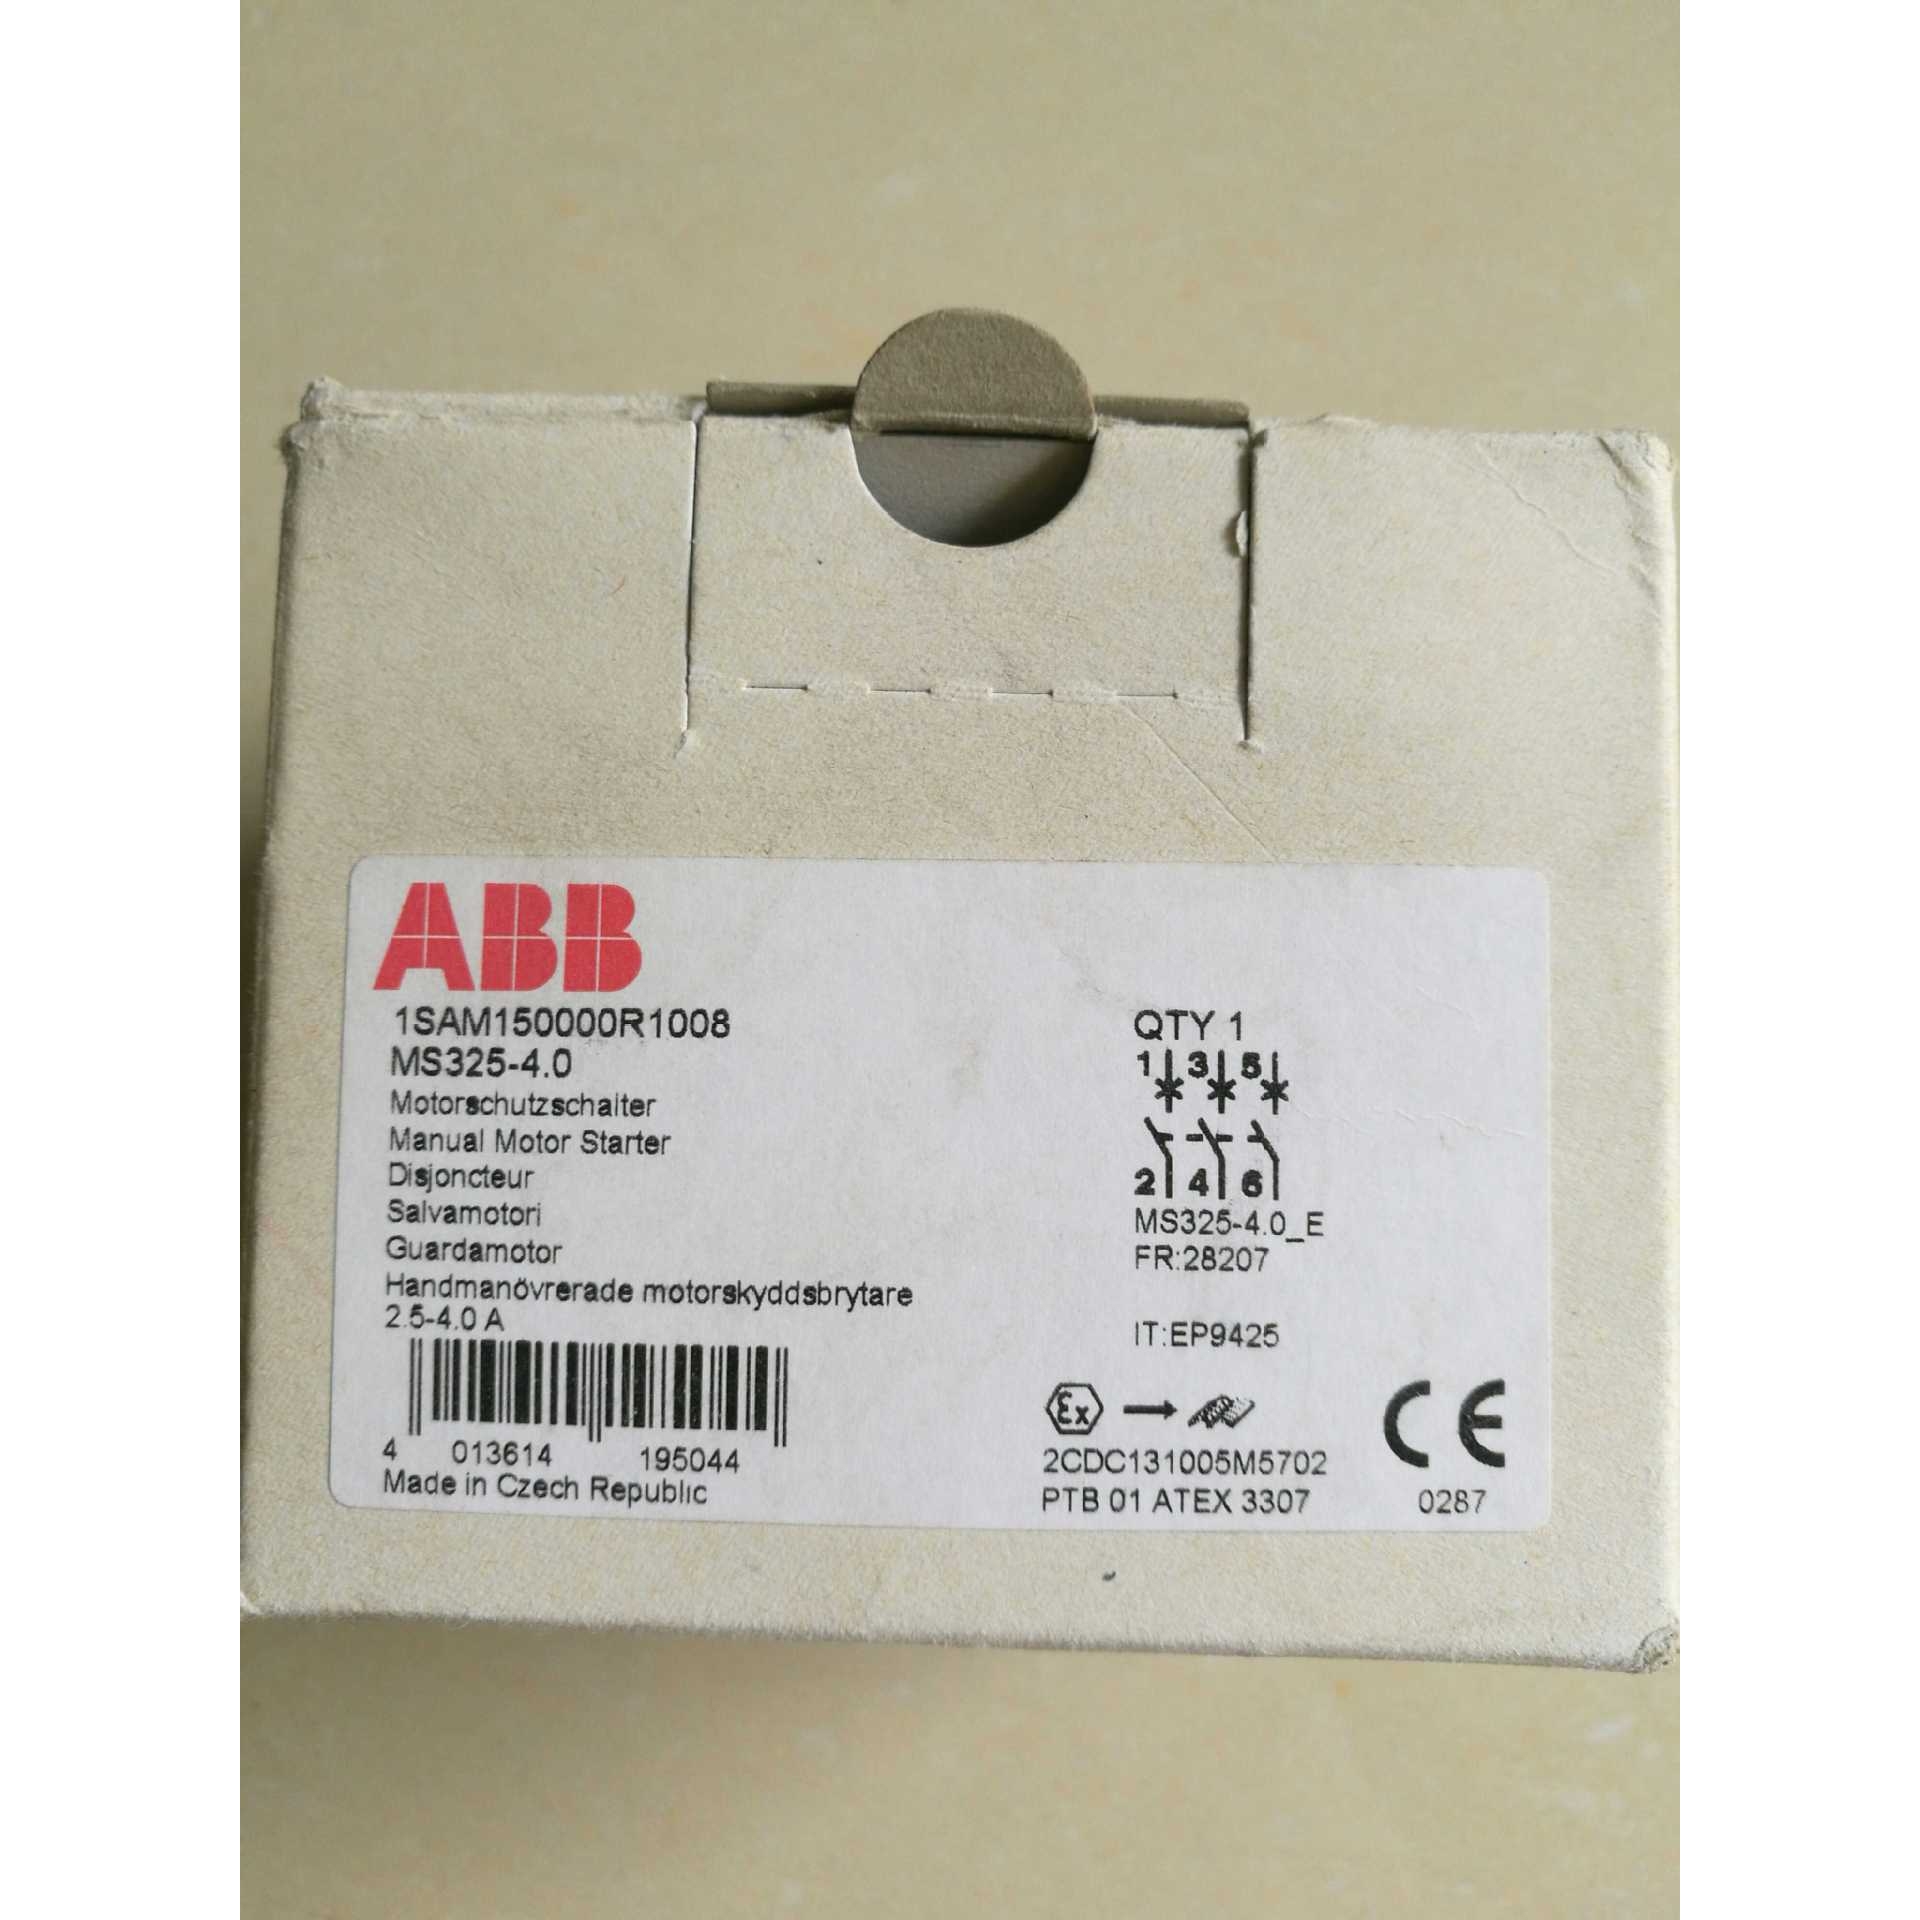 ABB
1SAM150000R1008
MS325-4.0
Motorschutzschalter
Manual Motor Starter
Disjoncteur
Salvamotori
Guardamotor
Handmanövrerade motorskyddsbrytare
2.5-4.0 A
4 013614 195044
Made in Czech Republic
QTY 1
1 3 5
2 4 6
MS325-4.0_E
FR:28207
IT:EP9425
Ex
CE
2CDC131005M5702
PTB 01 ATEX 3307
0287